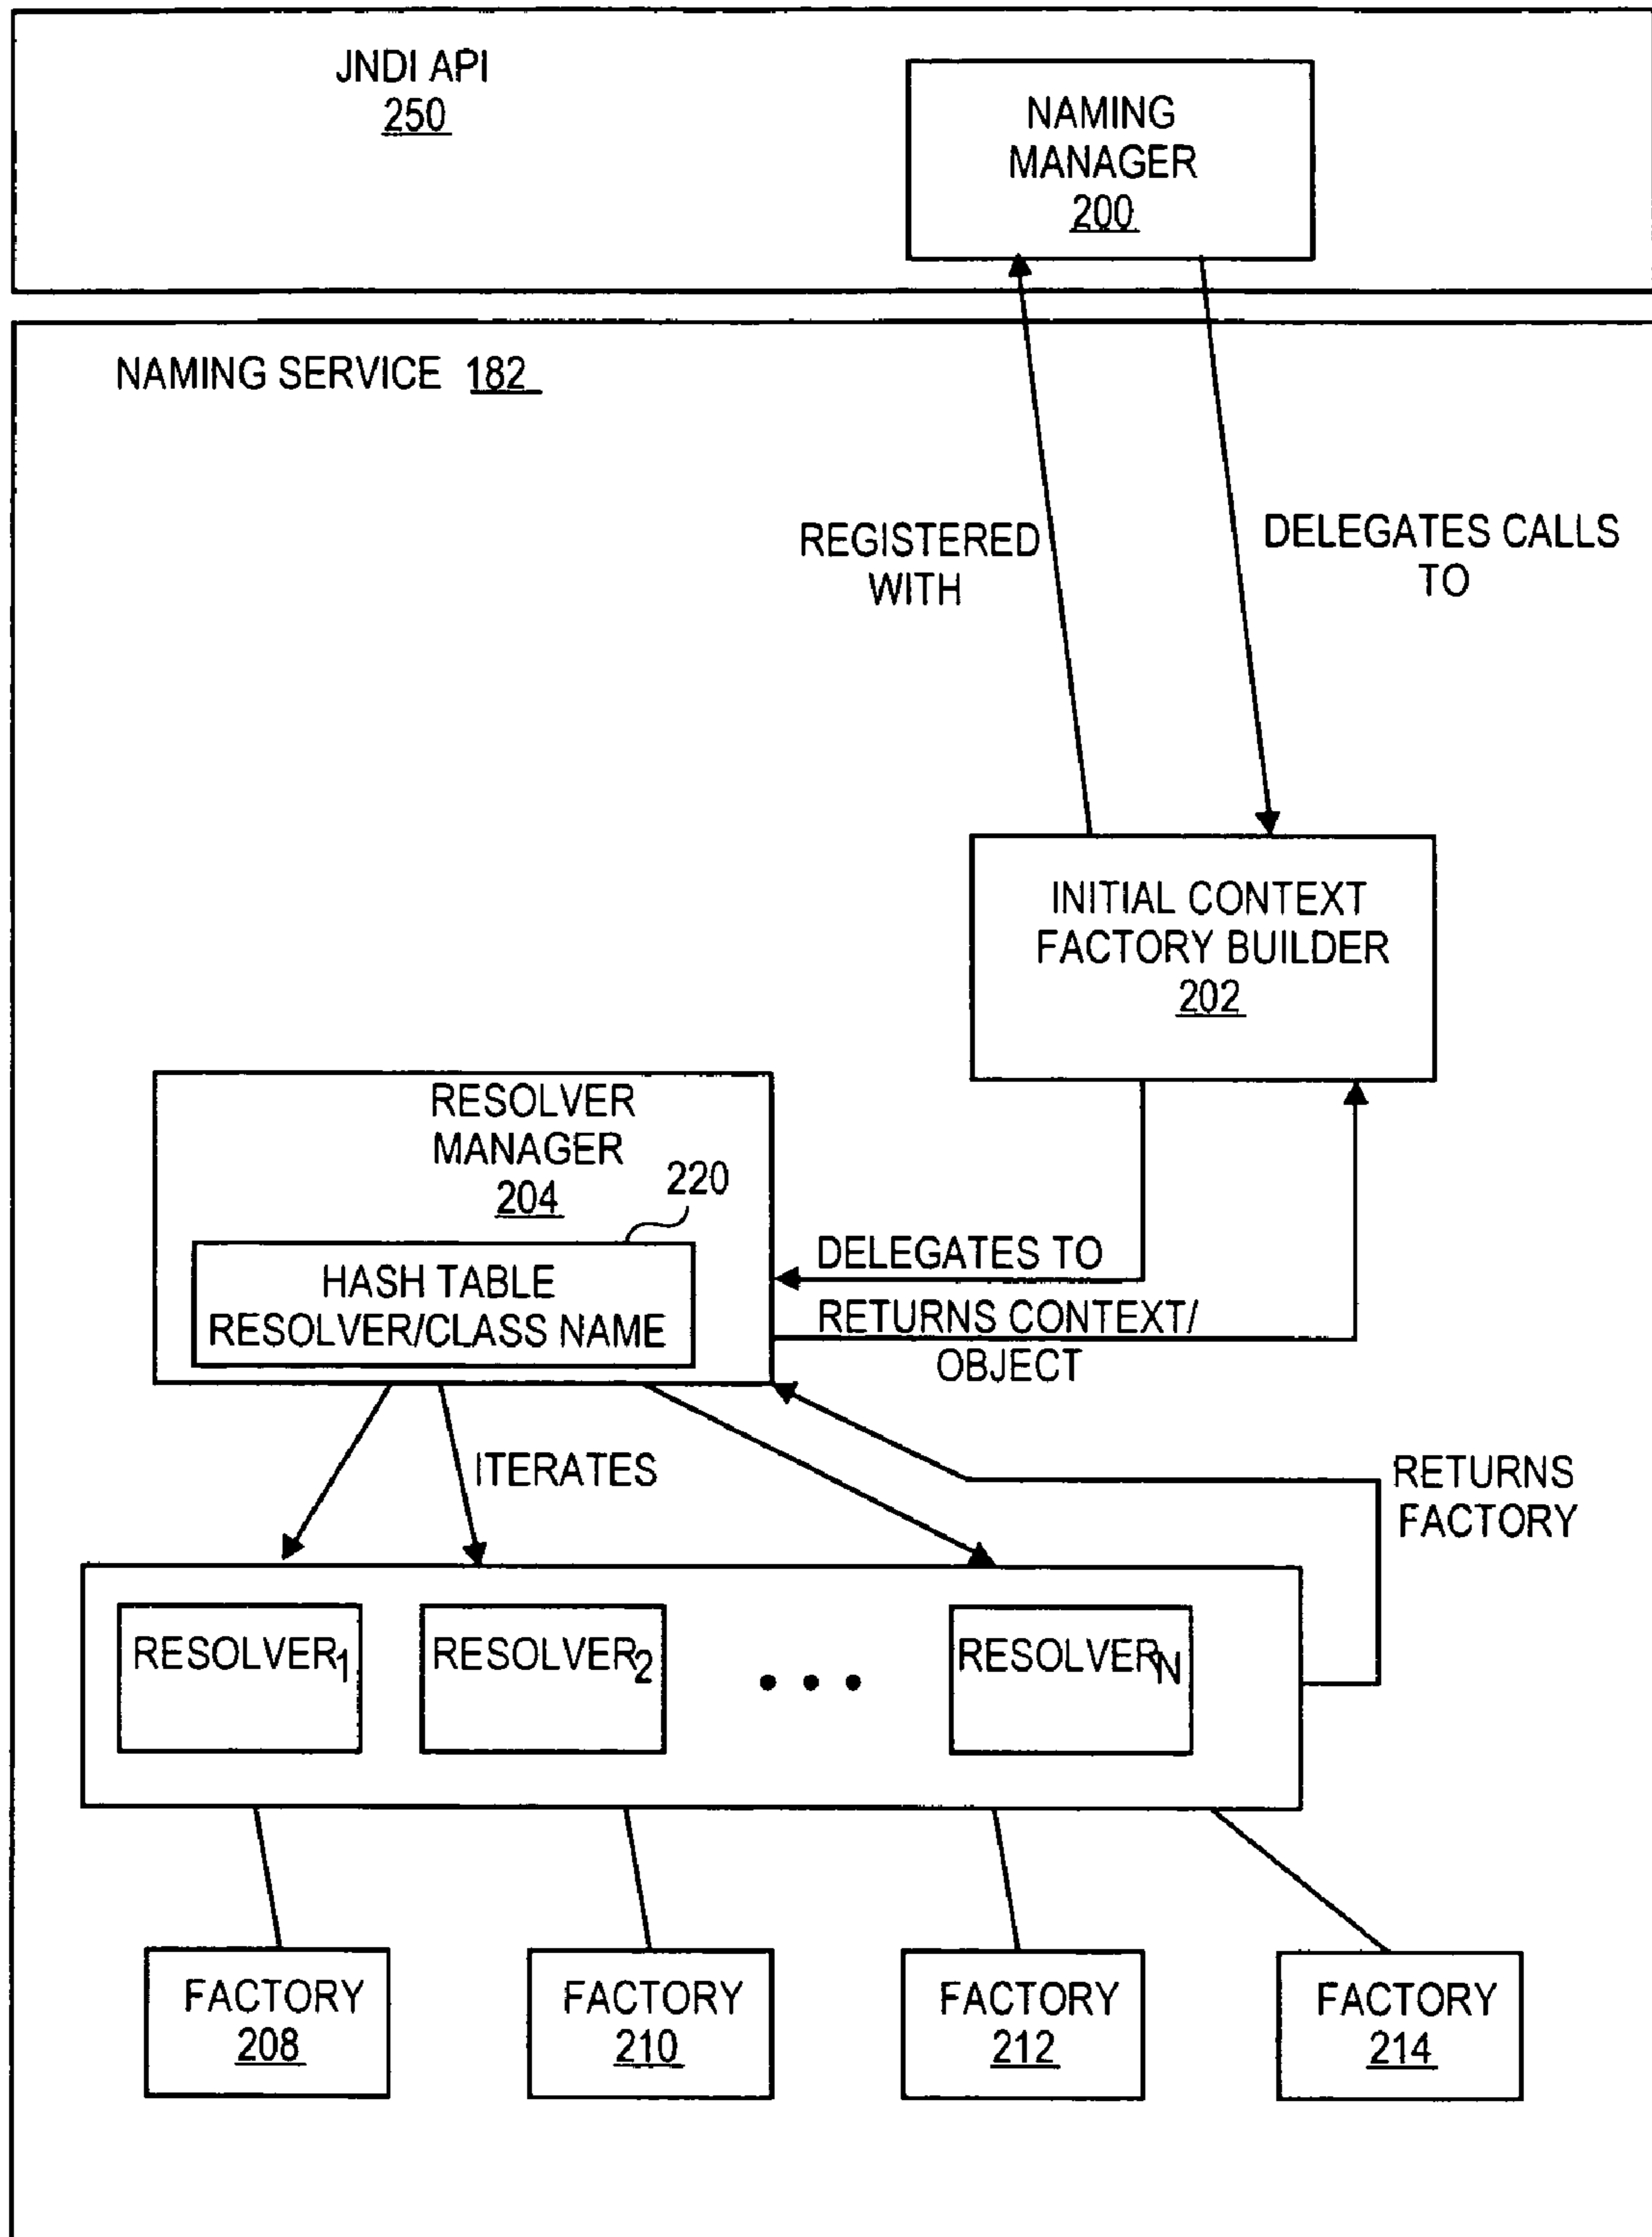 JNDI API
250
NAMING
MANAGER
200
NAMING SERVICE 182
REGISTERED
WITH
DELEGATES CALLS
TO
INITIAL CONTEXT
FACTORY BUILDER
202
RESOLVER
MANAGER
204
220
HASH TABLE
RESOLVER/CLASS NAME
DELEGATES TO
RETURNS CONTEXT/
OBJECT
ITERATES
RETURNS
FACTORY
RESOLVER1
RESOLVER2
• • •
RESOLVERN
FACTORY
208
FACTORY
210
FACTORY
212
FACTORY
214